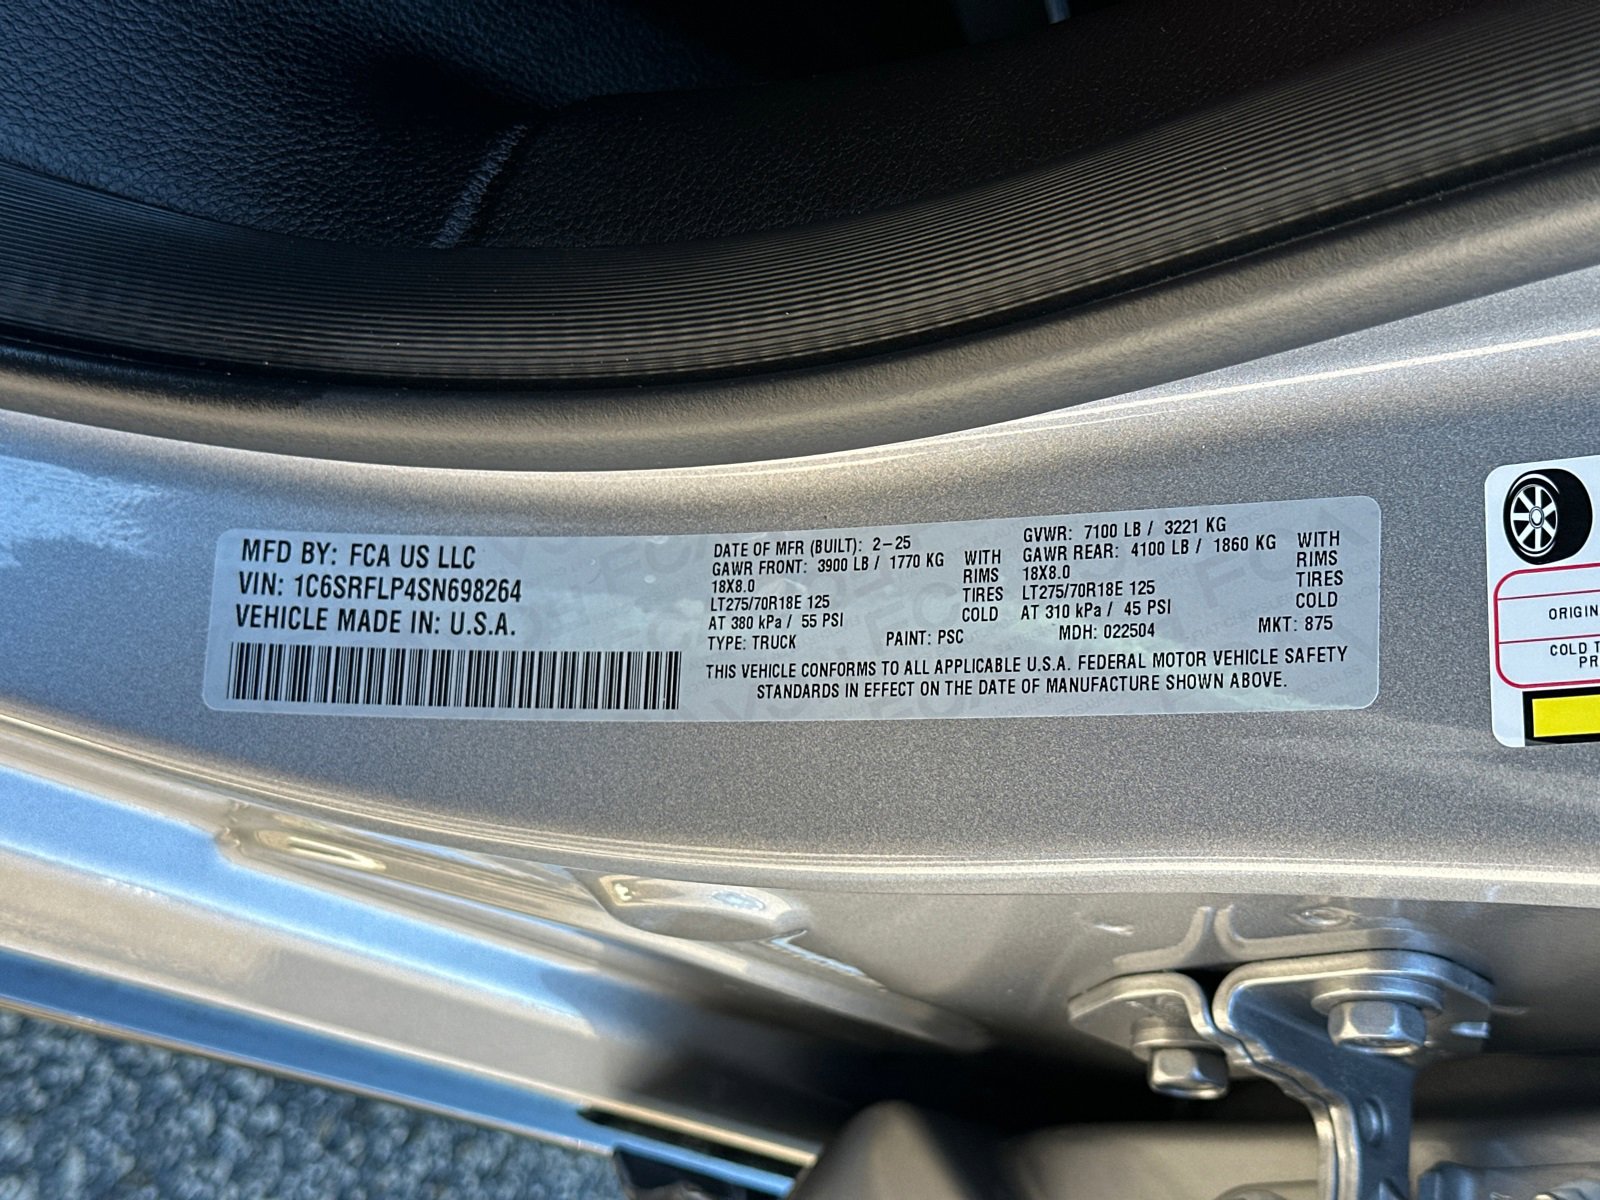 MFD BY: FCA US LLC
VIN: 1C6SRFLP4SN698264
VEHICLE MADE IN: U.S.A.
DATE OF MFR (BUILT): 2-25
GAWR FRONT: 3900 LB / 1770 KG WITH
18X8.0 RIMS
LT275/70R18E 125 TIRES
AT 380 kPa / 55 PSI COLD
TYPE: TRUCK PAINT: PSC
GVWR: 7100 LB / 3221 KG
GAWR REAR: 4100 LB / 1860 KG WITH
18X8.0 RIMS
LT275/70R18E 125 TIRES
AT 310 kPa / 45 PSI COLD
MDH: 022504 MKT: 875
THIS VEHICLE CONFORMS TO ALL APPLICABLE U.S.A. FEDERAL MOTOR VEHICLE SAFETY
STANDARDS IN EFFECT ON THE DATE OF MANUFACTURE SHOWN ABOVE.
ORIGIN
COLD T
PR